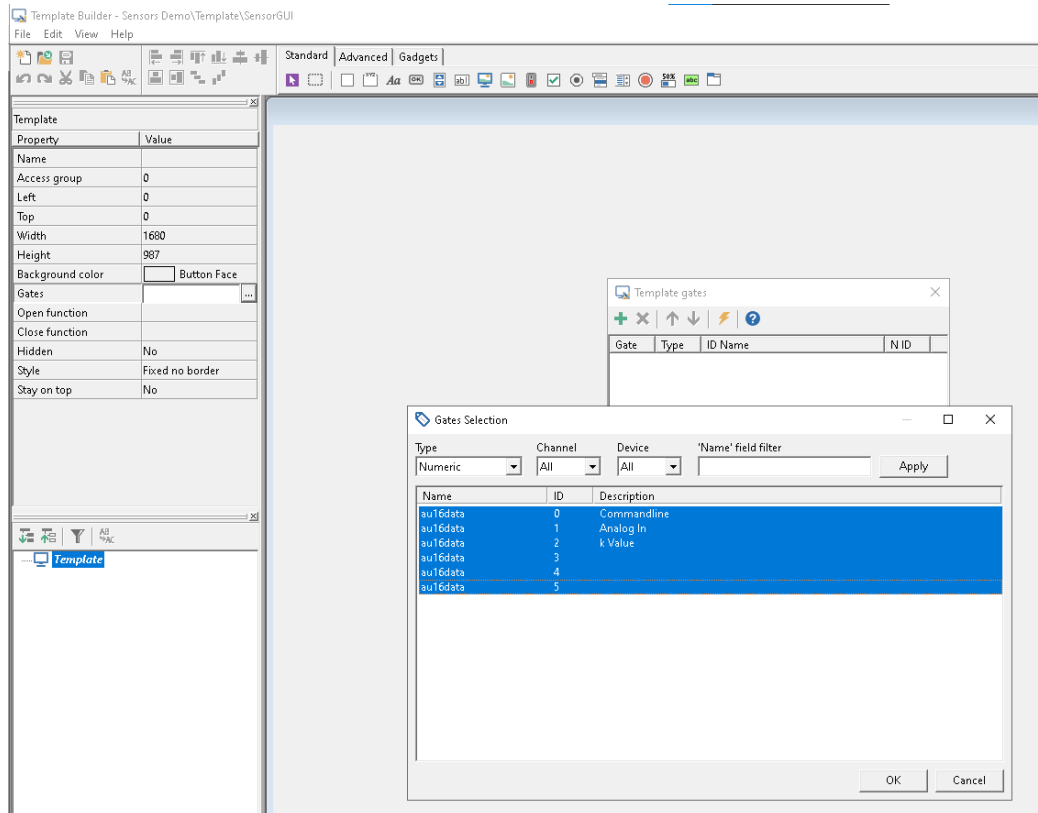 Template Builder - Sensors Demo\Template\SensorGUI
File Edit View Help
Standard Advanced Gadgets
Template
Property Value
Name
Access group 0
Left 0
Top 0
Width 1680
Height 987
Background color Button Face
Gates ...
Open function
Close function
Hidden No
Style Fixed no border
Stay on top No
Template
Template gates
Gate Type ID Name N ID
Gates Selection
Type Channel Device 'Name' field filter
Numeric All All Apply
Name ID Description
au16data 0 Commandline
au16data 1 Analog In
au16data 2 k Value
au16data 3
au16data 4
au16data 5
OK Cancel